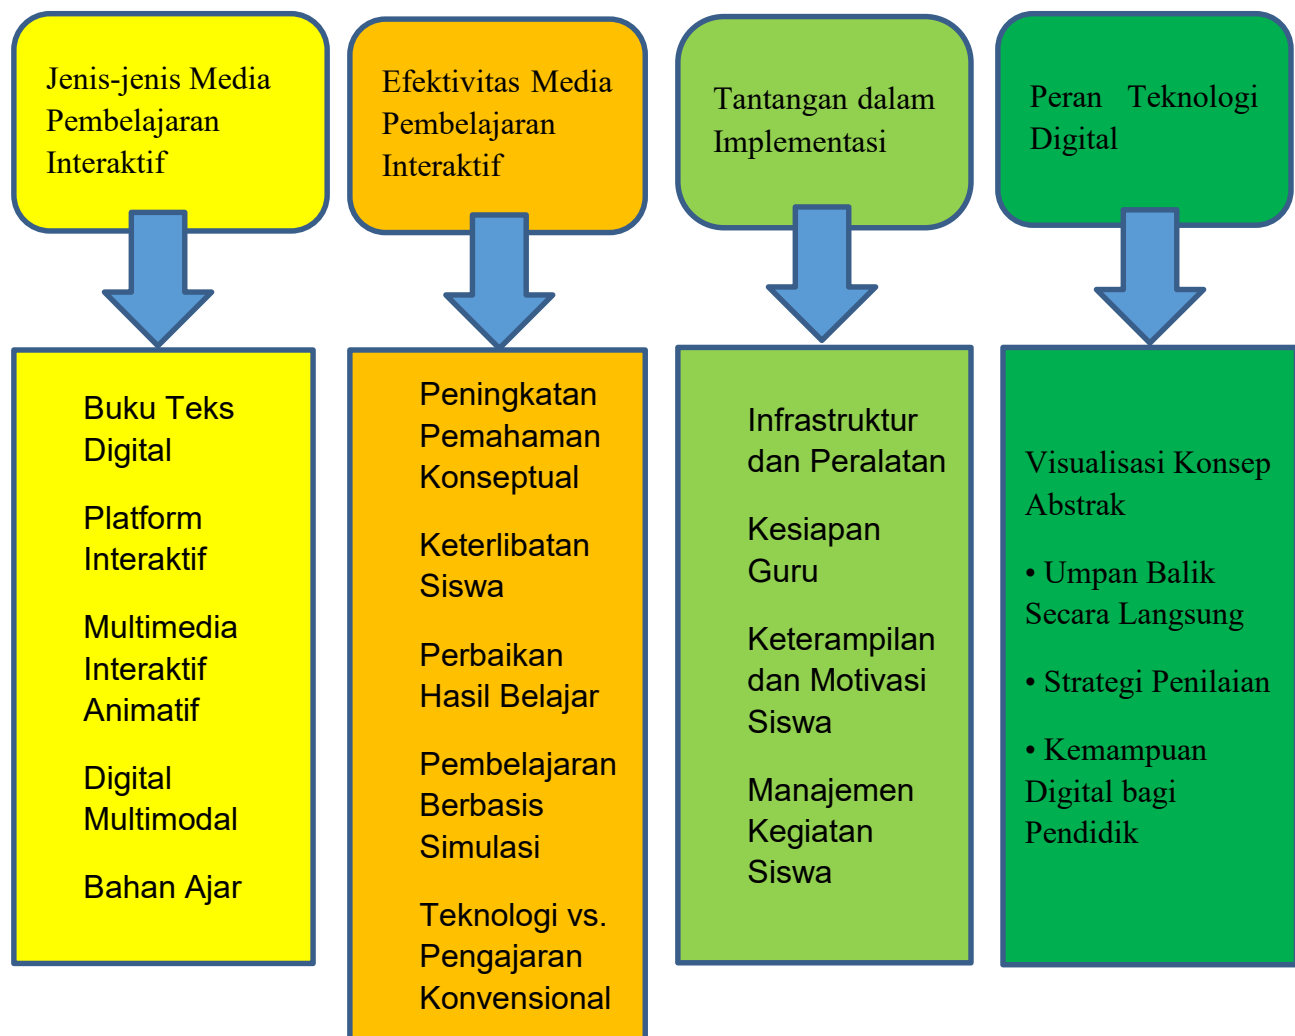 Jenis-jenis Media
Pembelajaran
Interaktif
Efektivitas Media
Pembelajaran
Interaktif
Tantangan dalam
Implementasi
Peran Teknologi
Digital
Buku Teks
Digital
Platform
Interaktif
Multimedia
Interaktif
Animatif
Digital
Multimodal
Bahan Ajar
Peningkatan
Pemahaman
Konseptual
Keterlibatan
Siswa
Perbaikan
Hasil Belajar
Pembelajaran
Berbasis
Simulasi
Teknologi vs.
Pengajaran
Konvensional
Infrastruktur
dan Peralatan
Kesiapan
Guru
Keterampilan
dan Motivasi
Siswa
Manajemen
Kegiatan
Siswa
Visualisasi Konsep
Abstrak
• Umpan Balik
Secara Langsung
• Strategi Penilaian
• Kemampuan
Digital bagi
Pendidik